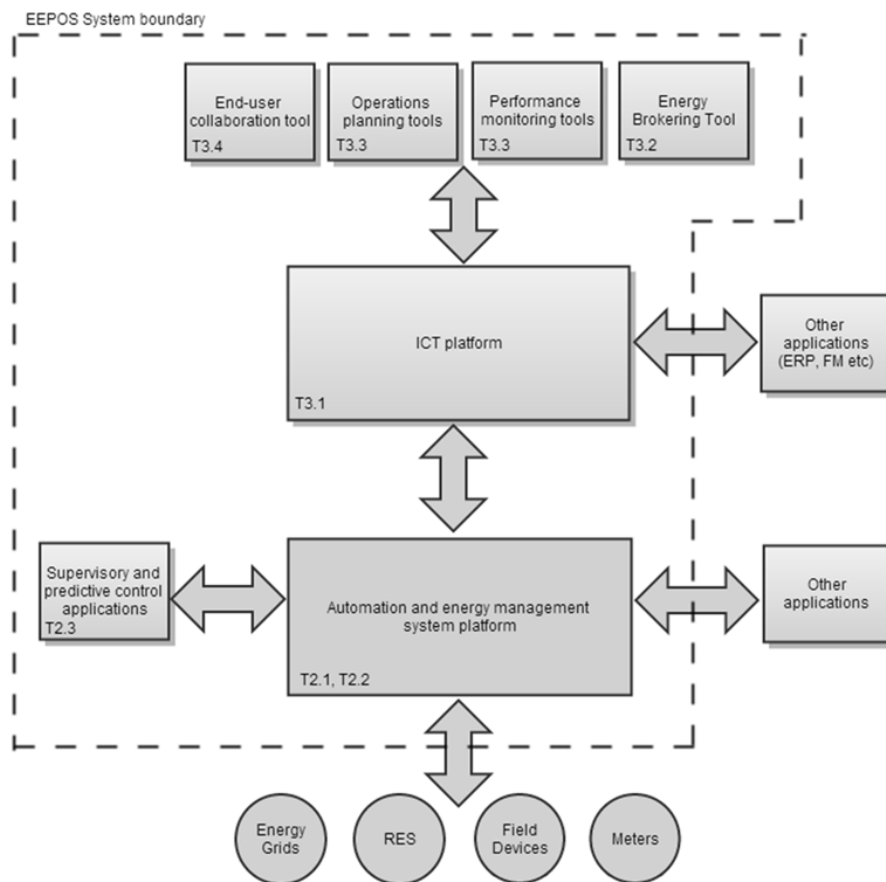 EEPOS System boundary
End-user
collaboration tool
T3.4
Operations
planning tools
T3.3
Performance
monitoring tools
T3.3
Energy
Brokering Tool
T3.2
ICT platform
T3.1
Other
applications
(ERP, FM etc)
Supervisory and
predictive control
applications
T2.3
Automation and energy management
system platform
T2.1, T2.2
Other
applications
Energy
Grids
RES
Field
Devices
Meters